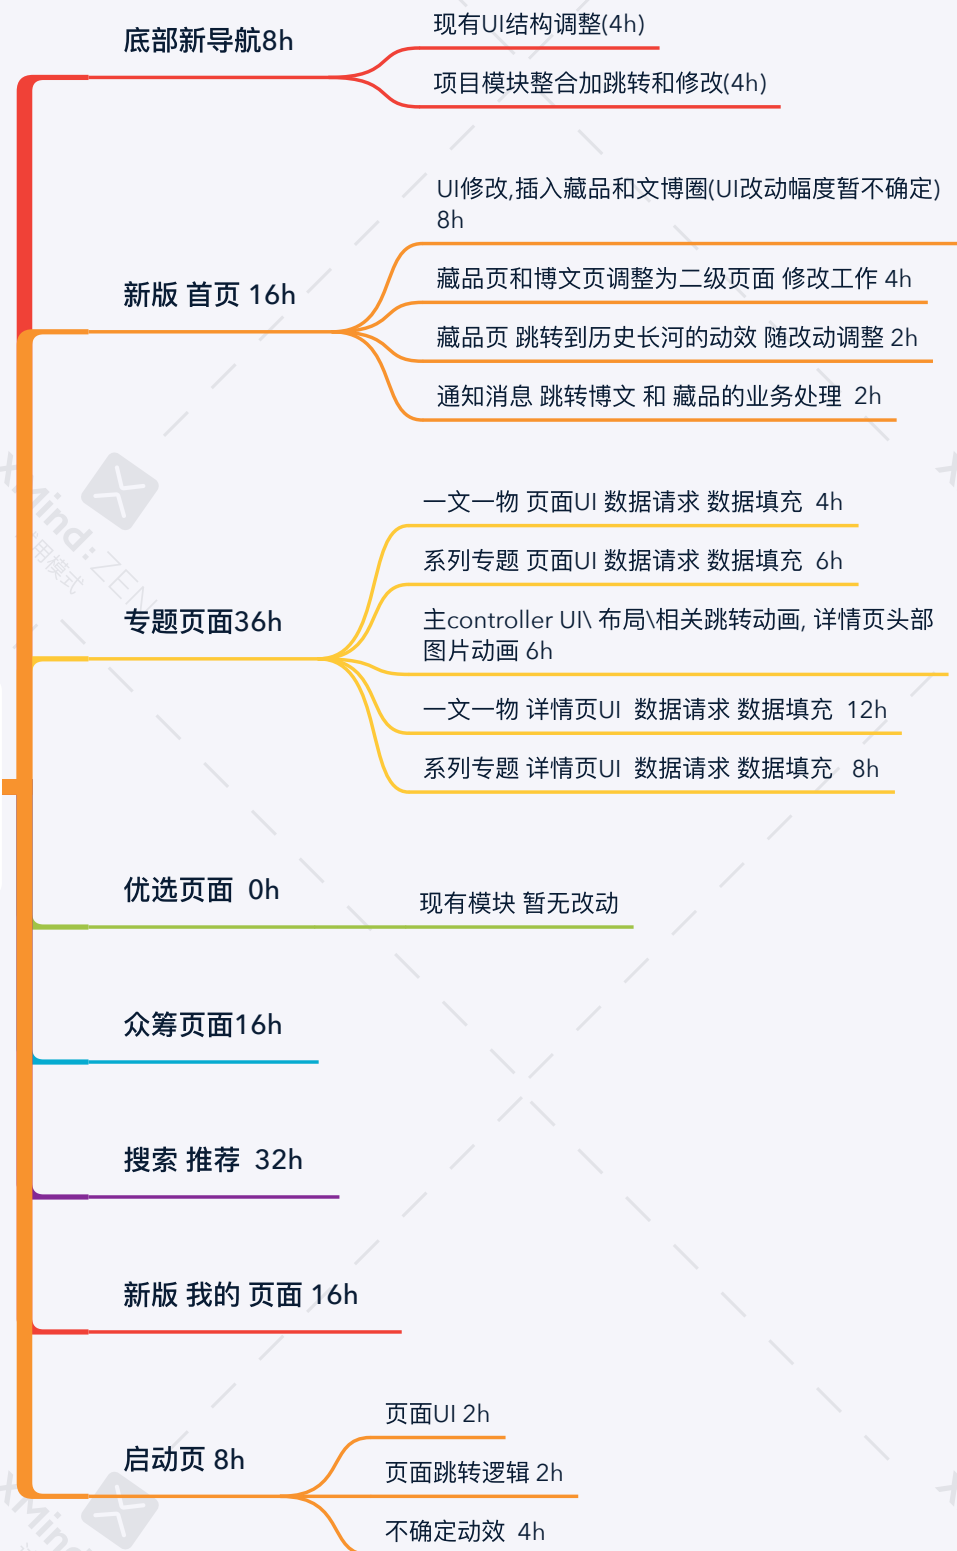 底部新导航8h
现有UI结构调整(4h)
项目模块整合加跳转和修改(4h)
新版 首页 16h
UI修改,插入藏品和文博圈(UI改动幅度暂不确定)
8h
藏品页和博文页调整为二级页面 修改工作 4h
藏品页 跳转到历史长河的动效 随改动调整 2h
通知消息 跳转博文 和 藏品的业务处理 2h
专题页面36h
一文一物 页面UI 数据请求 数据填充 4h
系列专题 页面UI 数据请求 数据填充 6h
主controller UI\ 布局\相关跳转动画, 详情页头部
图片动画 6h
一文一物 详情页UI 数据请求 数据填充 12h
系列专题 详情页UI 数据请求 数据填充 8h
优选页面 0h
现有模块 暂无改动
众筹页面16h
搜索 推荐 32h
新版 我的 页面 16h
启动页 8h
页面UI 2h
页面跳转逻辑 2h
不确定动效 4h
XMind:ZEN
用模式
XMind